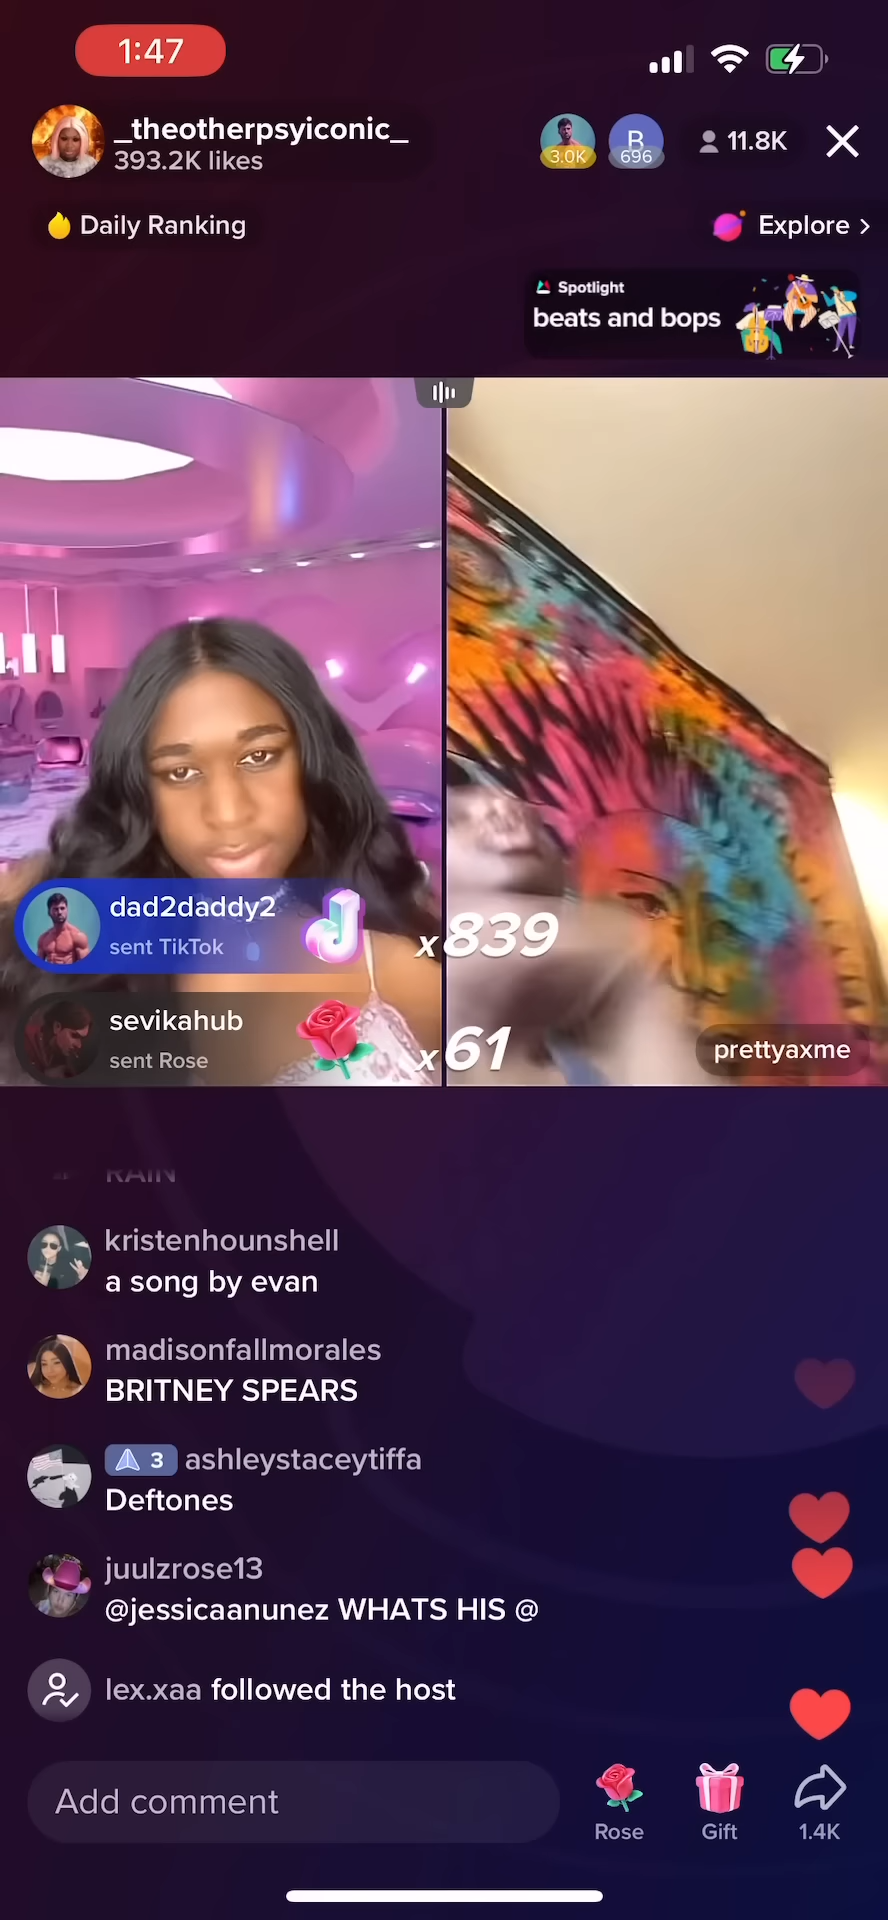 1:47
_theotherpsyiconic_
393.2K likes
3.0K
B
696
11.8K
Daily Ranking
Explore >
Spotlight
beats and bops
dad2daddy2
sent TikTok
x839
sevikahub
sent Rose
x61
prettyaxme
RAIN
kristenhounshell
a song by evan
madisonfallmorales
BRITNEY SPEARS
3 ashleystaceytiffa
Deftones
juulzrose13
@jessicaanunez WHATS HIS @
lex.xaa followed the host
Add comment
Rose
Gift
1.4K